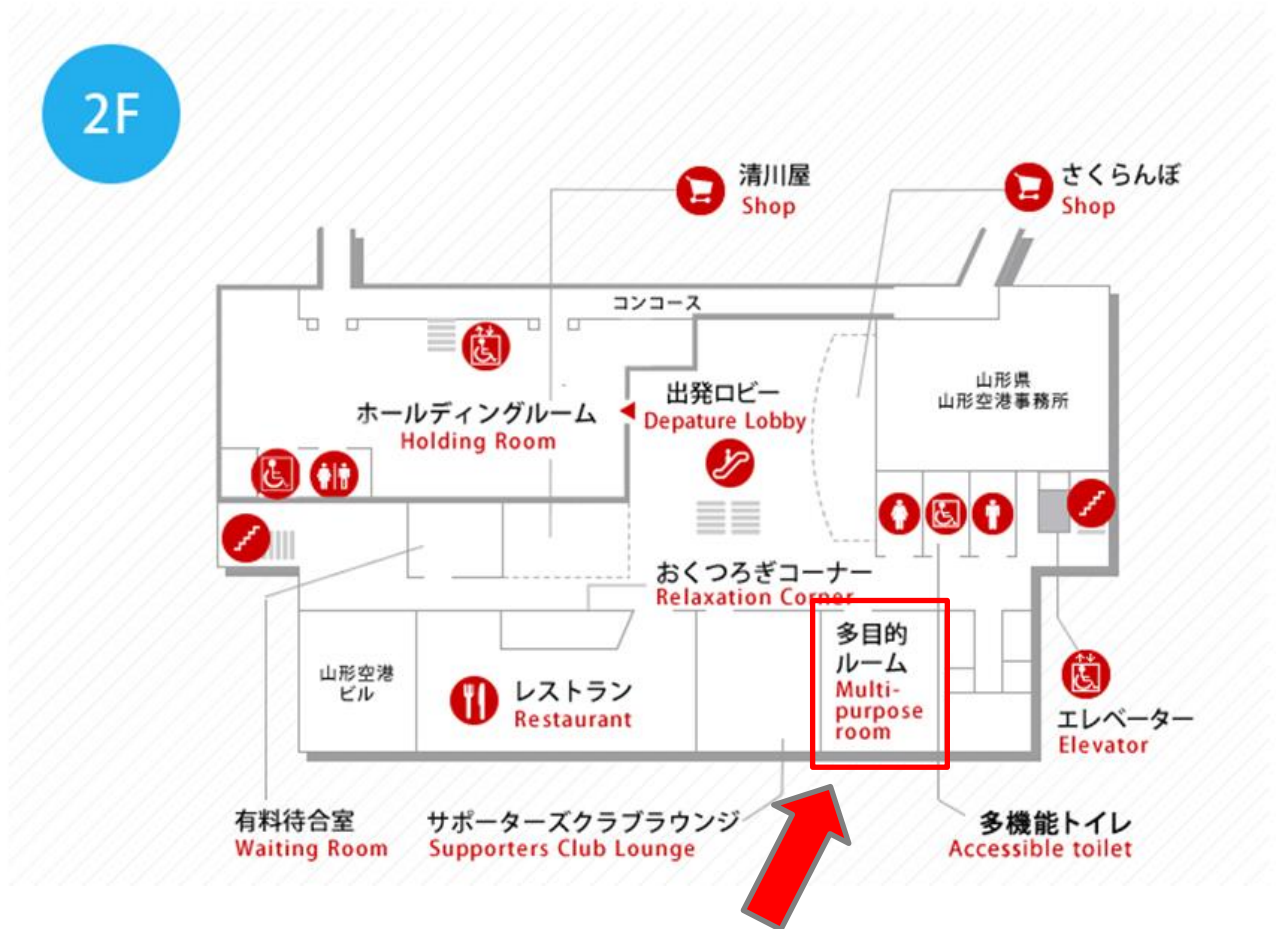 2F
清川屋
Shop
さくらんぼ
Shop
コンコース
山形県
山形空港事務所
出発ロビー
Depature Lobby
ホールディングルーム
Holding Room
おくつろぎコーナー
Relaxation Corner
多目的
ルーム
Multi-
purpose
room
山形空港
ビル
レストラン
Restaurant
エレベーター
Elevator
有料待合室
Waiting Room
サポーターズクラブラウンジ
Supporters Club Lounge
多機能トイレ
Accessible toilet